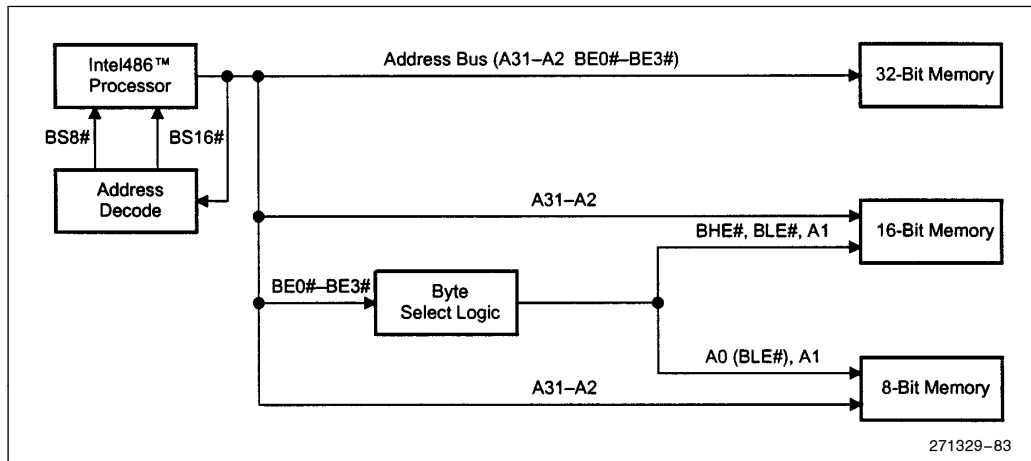 Intel486™
Processor
Address Bus (A31–A2 BE0#–BE3#)
32-Bit Memory
BS8#
BS16#
Address
Decode
A31–A2
16-Bit Memory
BHE#, BLE#, A1
BE0#–BE3#
Byte
Select Logic
A0 (BLE#), A1
A31–A2
8-Bit Memory
271329–83